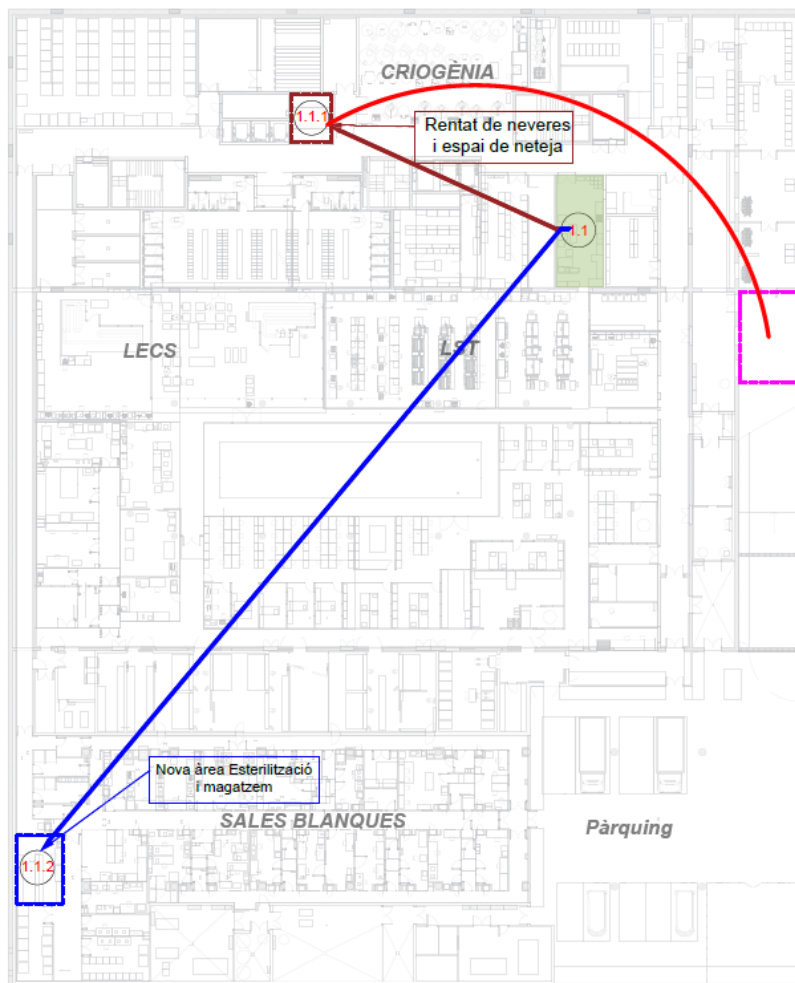 CRIOGÈNIA
1.1.1
Rentat de neveres
i espai de neteja
1.1
LECS
LST
Nova àrea Esterilització
i magatzem
SALES BLANQUES
Pàrquing
1.1.2